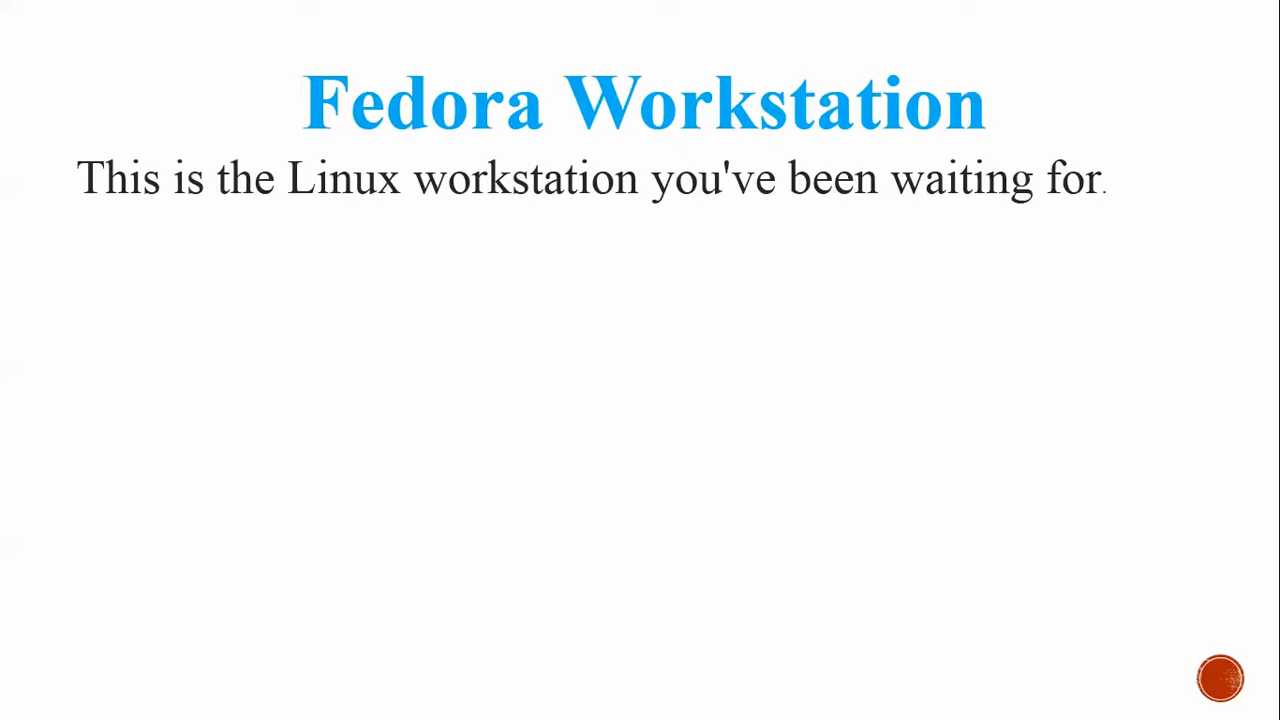 Fedora Workstation
This is the Linux workstation you've been waiting for.